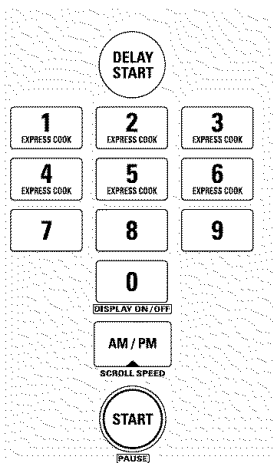 DELAY
START
1 2 3
EXPRESS COOK EXPRESS COOK EXPRESS COOK
4 5 6
EXPRESS COOK EXPRESS COOK EXPRESS COOK
7 8 9
0
DISPLAY ON/OFF
AM / PM
SCROLL SPEED
START
PAUSE